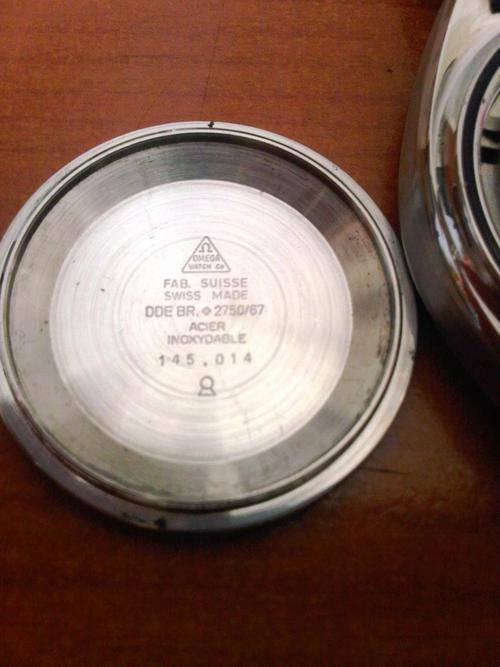 Ω
OMEGA
WATCH Co
FAB. SUISSE
SWISS MADE
DDE BR. ⌖ 2750/67
ACIER
INOXYDABLE
145.014